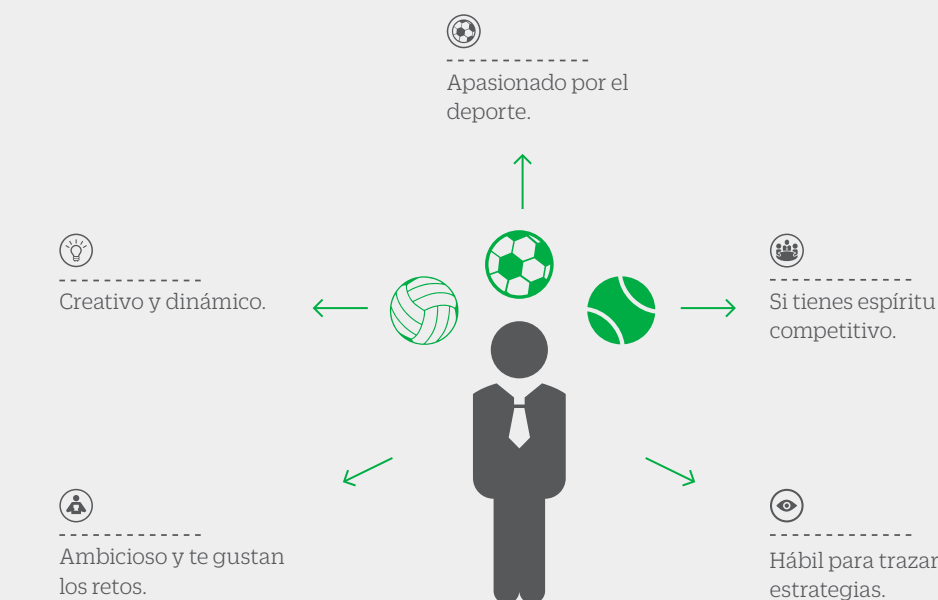 Apasionado por el
deporte.
Creativo y dinámico.
Si tienes espíritu
competitivo.
Ambicioso y te gustan
los retos.
Hábil para trazar
estrategias.